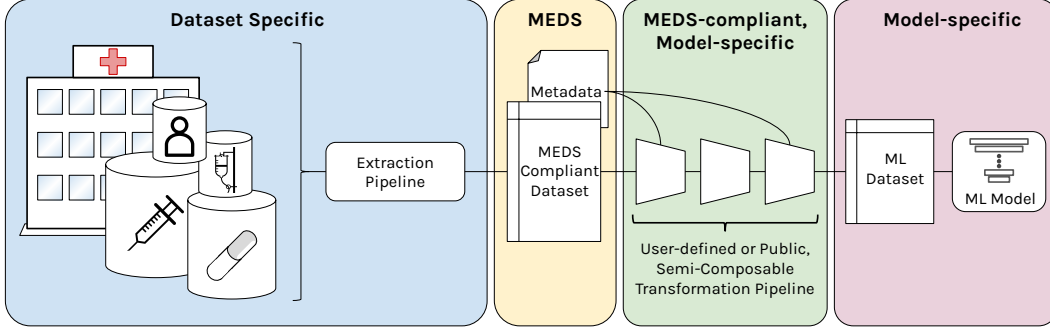 Dataset Specific
Extraction
Pipeline
MEDS
Metadata
MEDS
Compliant
Dataset
MEDS-compliant,
Model-specific
User-defined or Public,
Semi-Composable
Transformation Pipeline
Model-specific
ML
Dataset
ML Model